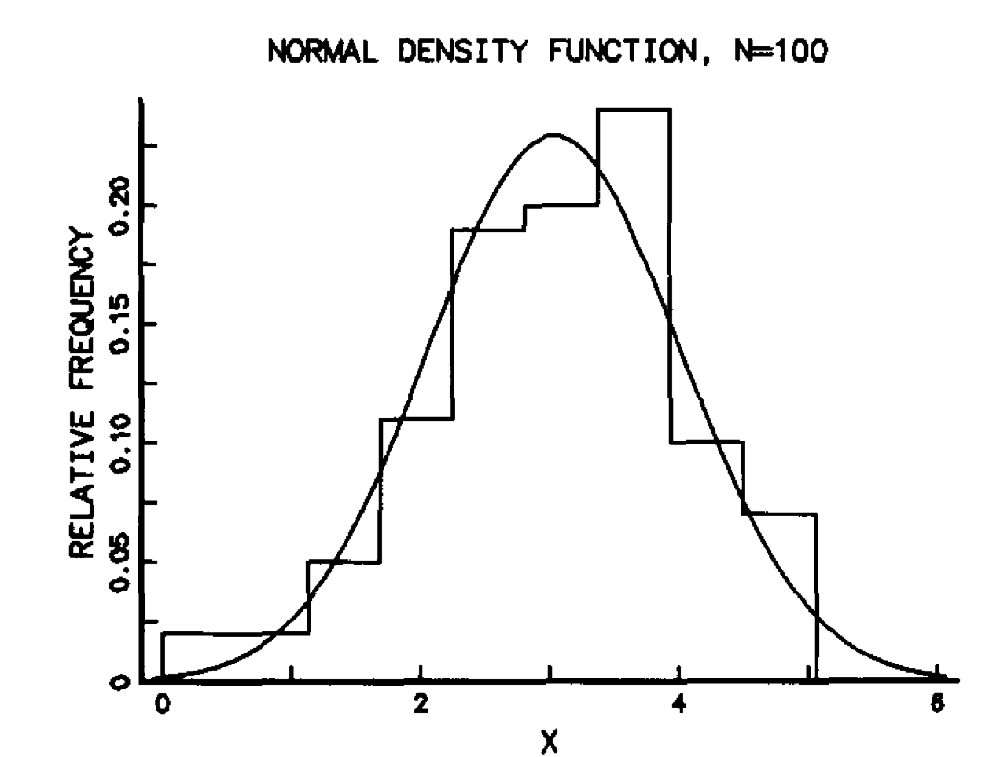 NORMAL DENSITY FUNCTION, N=100
RELATIVE FREQUENCY
0.20
0.15
0.10
0.05
0
0 2 4 6
X